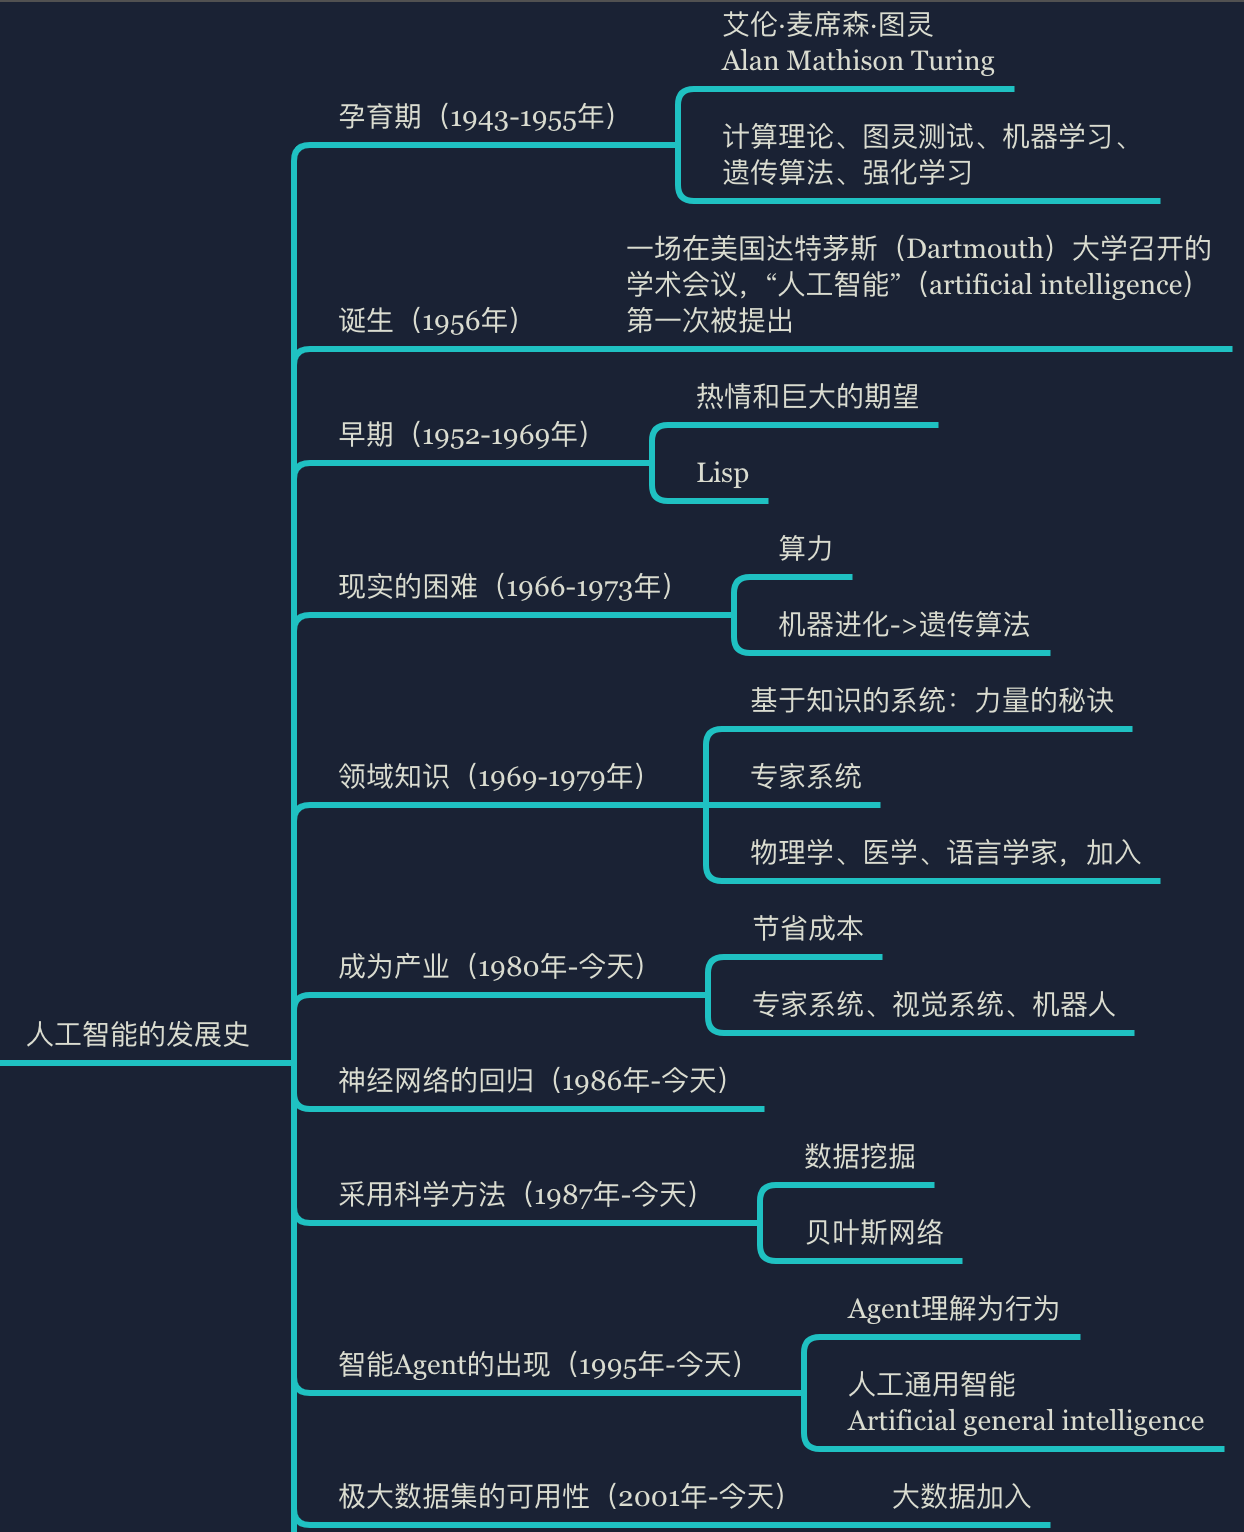 人工智能的发展史
孕育期（1943-1955年）
艾伦·麦席森·图灵
Alan Mathison Turing
计算理论、图灵测试、机器学习、
遗传算法、强化学习
诞生（1956年）
一场在美国达特茅斯（Dartmouth）大学召开的
学术会议，“人工智能”（artificial intelligence）
第一次被提出
早期（1952-1969年）
热情和巨大的期望
Lisp
现实的困难（1966-1973年）
算力
机器进化->遗传算法
领域知识（1969-1979年）
基于知识的系统：力量的秘诀
专家系统
物理学、医学、语言学家，加入
成为产业（1980年-今天）
节省成本
专家系统、视觉系统、机器人
神经网络的回归（1986年-今天）
采用科学方法（1987年-今天）
数据挖掘
贝叶斯网络
智能Agent的出现（1995年-今天）
Agent理解为行为
人工通用智能
Artificial general intelligence
极大数据集的可用性（2001年-今天）
大数据加入